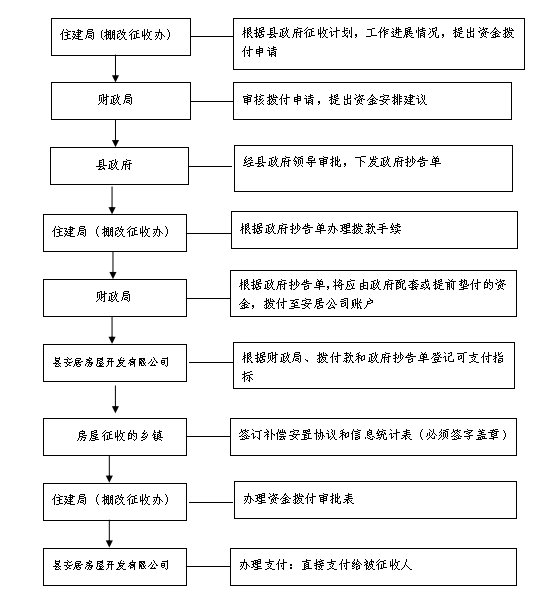 住建局(棚改征收办)
根据县政府征收计划，工作进展情况，提出资金拨
付申请
财政局
审核拨付申请，提出资金安排建议
县政府
经县政府领导审批，下发政府抄告单
住建局（棚改征收办）
根据政府抄告单办理拨款手续
财政局
根据政府抄告单,将应由政府配套或提前垫付的资
金，拨付至安居公司账户
县安居房屋开发有限公司
根据财政局、拨付款和政府抄告单登记可支付指
标
房屋征收的乡镇
签订补偿安置协议和信息统计表（必须签字盖章）
住建局（棚改征收办）
办理资金拨付审批表
县安居房屋开发有限公司
办理支付：直接支付给被征收人